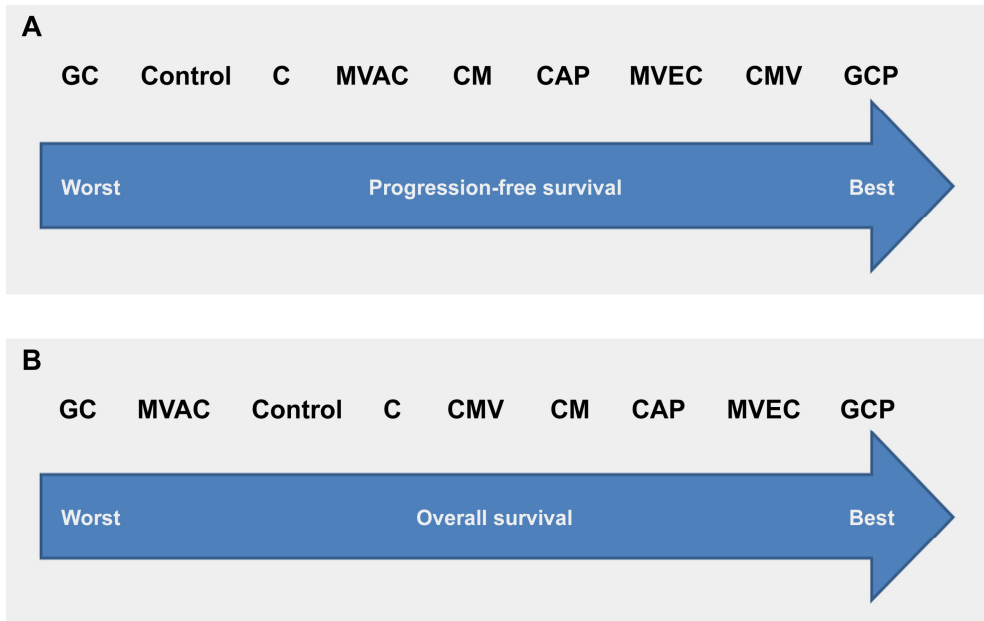 A
GC Control C MVAC CM CAP MVEC CMV GCP
Worst Progression-free survival Best
B
GC MVAC Control C CMV CM CAP MVEC GCP
Worst Overall survival Best